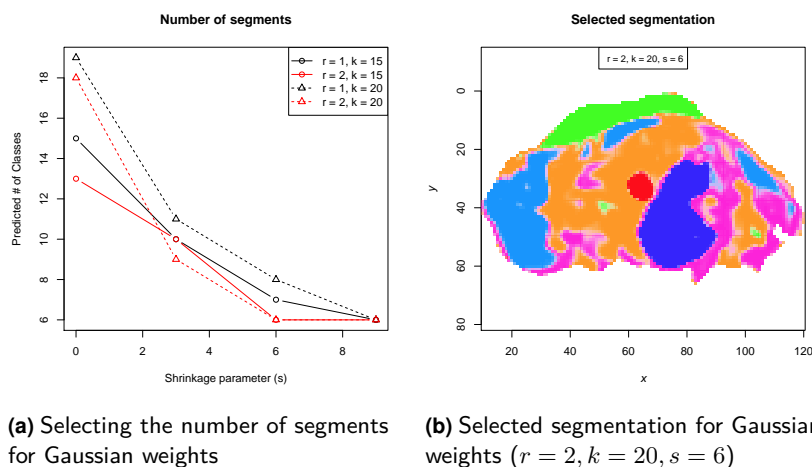 Number of segments
r = 1, k = 15
r = 2, k = 15
r = 1, k = 20
r = 2, k = 20
Predicted # of Classes
18
16
14
12
10
8
6
0
2
4
6
8
Shrinkage parameter (s)
(a) Selecting the number of segments
for Gaussian weights
Selected segmentation
r = 2, k = 20, s = 6
y
0
20
40
60
80
20
40
60
80
100
120
x
(b) Selected segmentation for Gaussian
weights (r = 2, k = 20, s = 6)